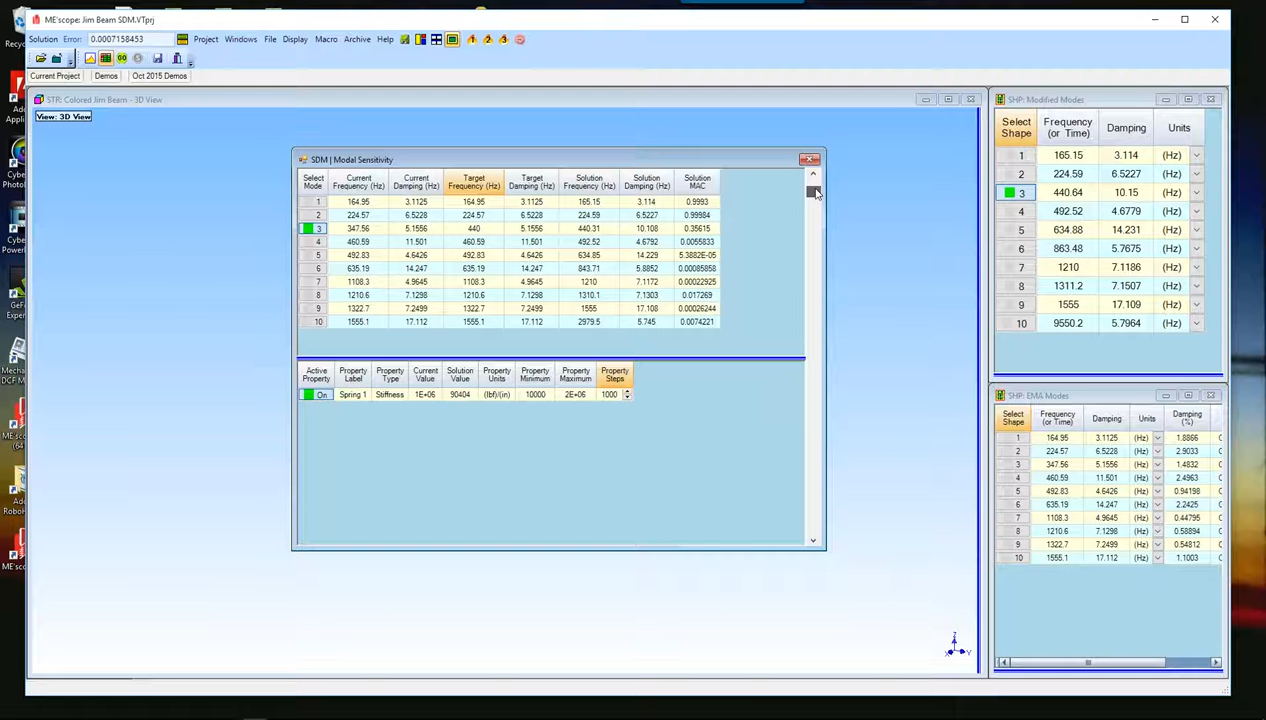 ME'scope: Jim Beam SDM.VTprj
Solution Error: 0.0007158453 Project Windows File Display Macro Archive Help
Current Project Demos Oct 2015 Demos
STR: Colored Jim Beam - 3D View
View: 3D View
SDM | Modal Sensitivity
Select Mode Current Frequency (Hz) Current Damping (Hz) Target Frequency (Hz) Target Damping (Hz) Solution Frequency (Hz) Solution Damping (Hz) Solution MAC
1 164.95 3.1125 164.95 3.1125 165.15 3.114 0.9993
2 224.57 6.5228 224.57 6.5228 224.59 6.5227 0.99984
3 347.56 5.1556 440 5.1556 440.31 10.108 0.35615
4 460.59 11.501 460.59 11.501 492.52 4.6792 0.0055833
5 492.83 4.6426 492.83 4.6426 634.85 14.229 5.3882E-05
6 635.19 14.247 635.19 14.247 843.71 5.8852 0.00085858
7 1108.3 4.9645 1108.3 4.9645 1210 7.1172 0.00022925
8 1210.6 7.1298 1210.6 7.1298 1310.1 7.1303 0.017269
9 1322.7 7.2499 1322.7 7.2499 1555 17.108 0.00026244
10 1555.1 17.112 1555.1 17.112 2979.5 5.745 0.0074221
Active Property Property Label Property Type Current Value Solution Value Property Units Property Minimum Property Maximum Property Steps
On Spring 1 Stiffness 1E+06 90404 (lbf)/(in) 10000 2E+06 1000
SHP: Modified Modes
Select Shape Frequency (or Time) Damping Units
1 165.15 3.114 (Hz)
2 224.59 6.5227 (Hz)
3 440.64 10.15 (Hz)
4 492.52 4.6779 (Hz)
5 634.88 14.231 (Hz)
6 863.48 5.7675 (Hz)
7 1210 7.1186 (Hz)
8 1311.2 7.1507 (Hz)
9 1555 17.109 (Hz)
10 9550.2 5.7964 (Hz)
SHP: EMA Modes
Select Shape Frequency (or Time) Damping Units Damping (%)
1 164.95 3.1125 (Hz) 1.8866
2 224.57 6.5228 (Hz) 2.9033
3 347.56 5.1556 (Hz) 1.4832
4 460.59 11.501 (Hz) 2.4963
5 492.83 4.6426 (Hz) 0.94198
6 635.19 14.247 (Hz) 2.2425
7 1108.3 4.9645 (Hz) 0.44795
8 1210.6 7.1298 (Hz) 0.58894
9 1322.7 7.2499 (Hz) 0.54812
10 1555.1 17.112 (Hz) 1.1003
Z
X Y